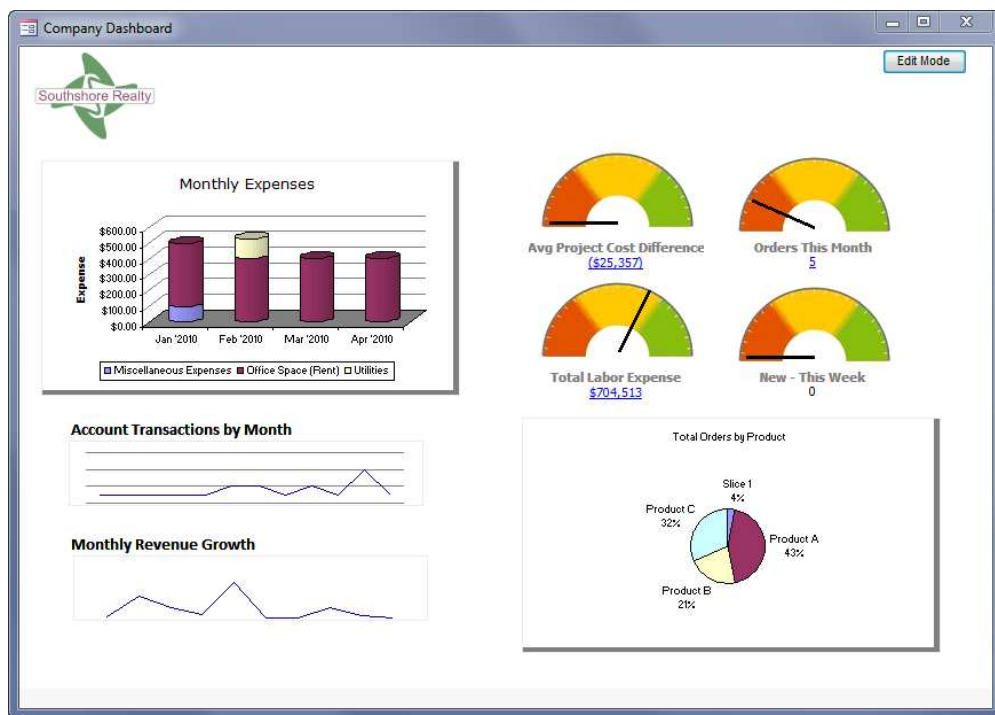 Company Dashboard
Edit Mode
Southshore Realty
Monthly Expenses
$600.00
$500.00
$400.00
$300.00
$200.00
$100.00
$0.00
Expense
Jan '2010 Feb '2010 Mar '2010 Apr '2010
Miscellaneous Expenses Office Space (Rent) Utilities
Avg Project Cost Difference
($25,357)
Orders This Month
5
Total Labor Expense
$704,513
New - This Week
0
Account Transactions by Month
Monthly Revenue Growth
Total Orders by Product
Slice 1
4%
Product C
32%
Product A
43%
Product B
21%